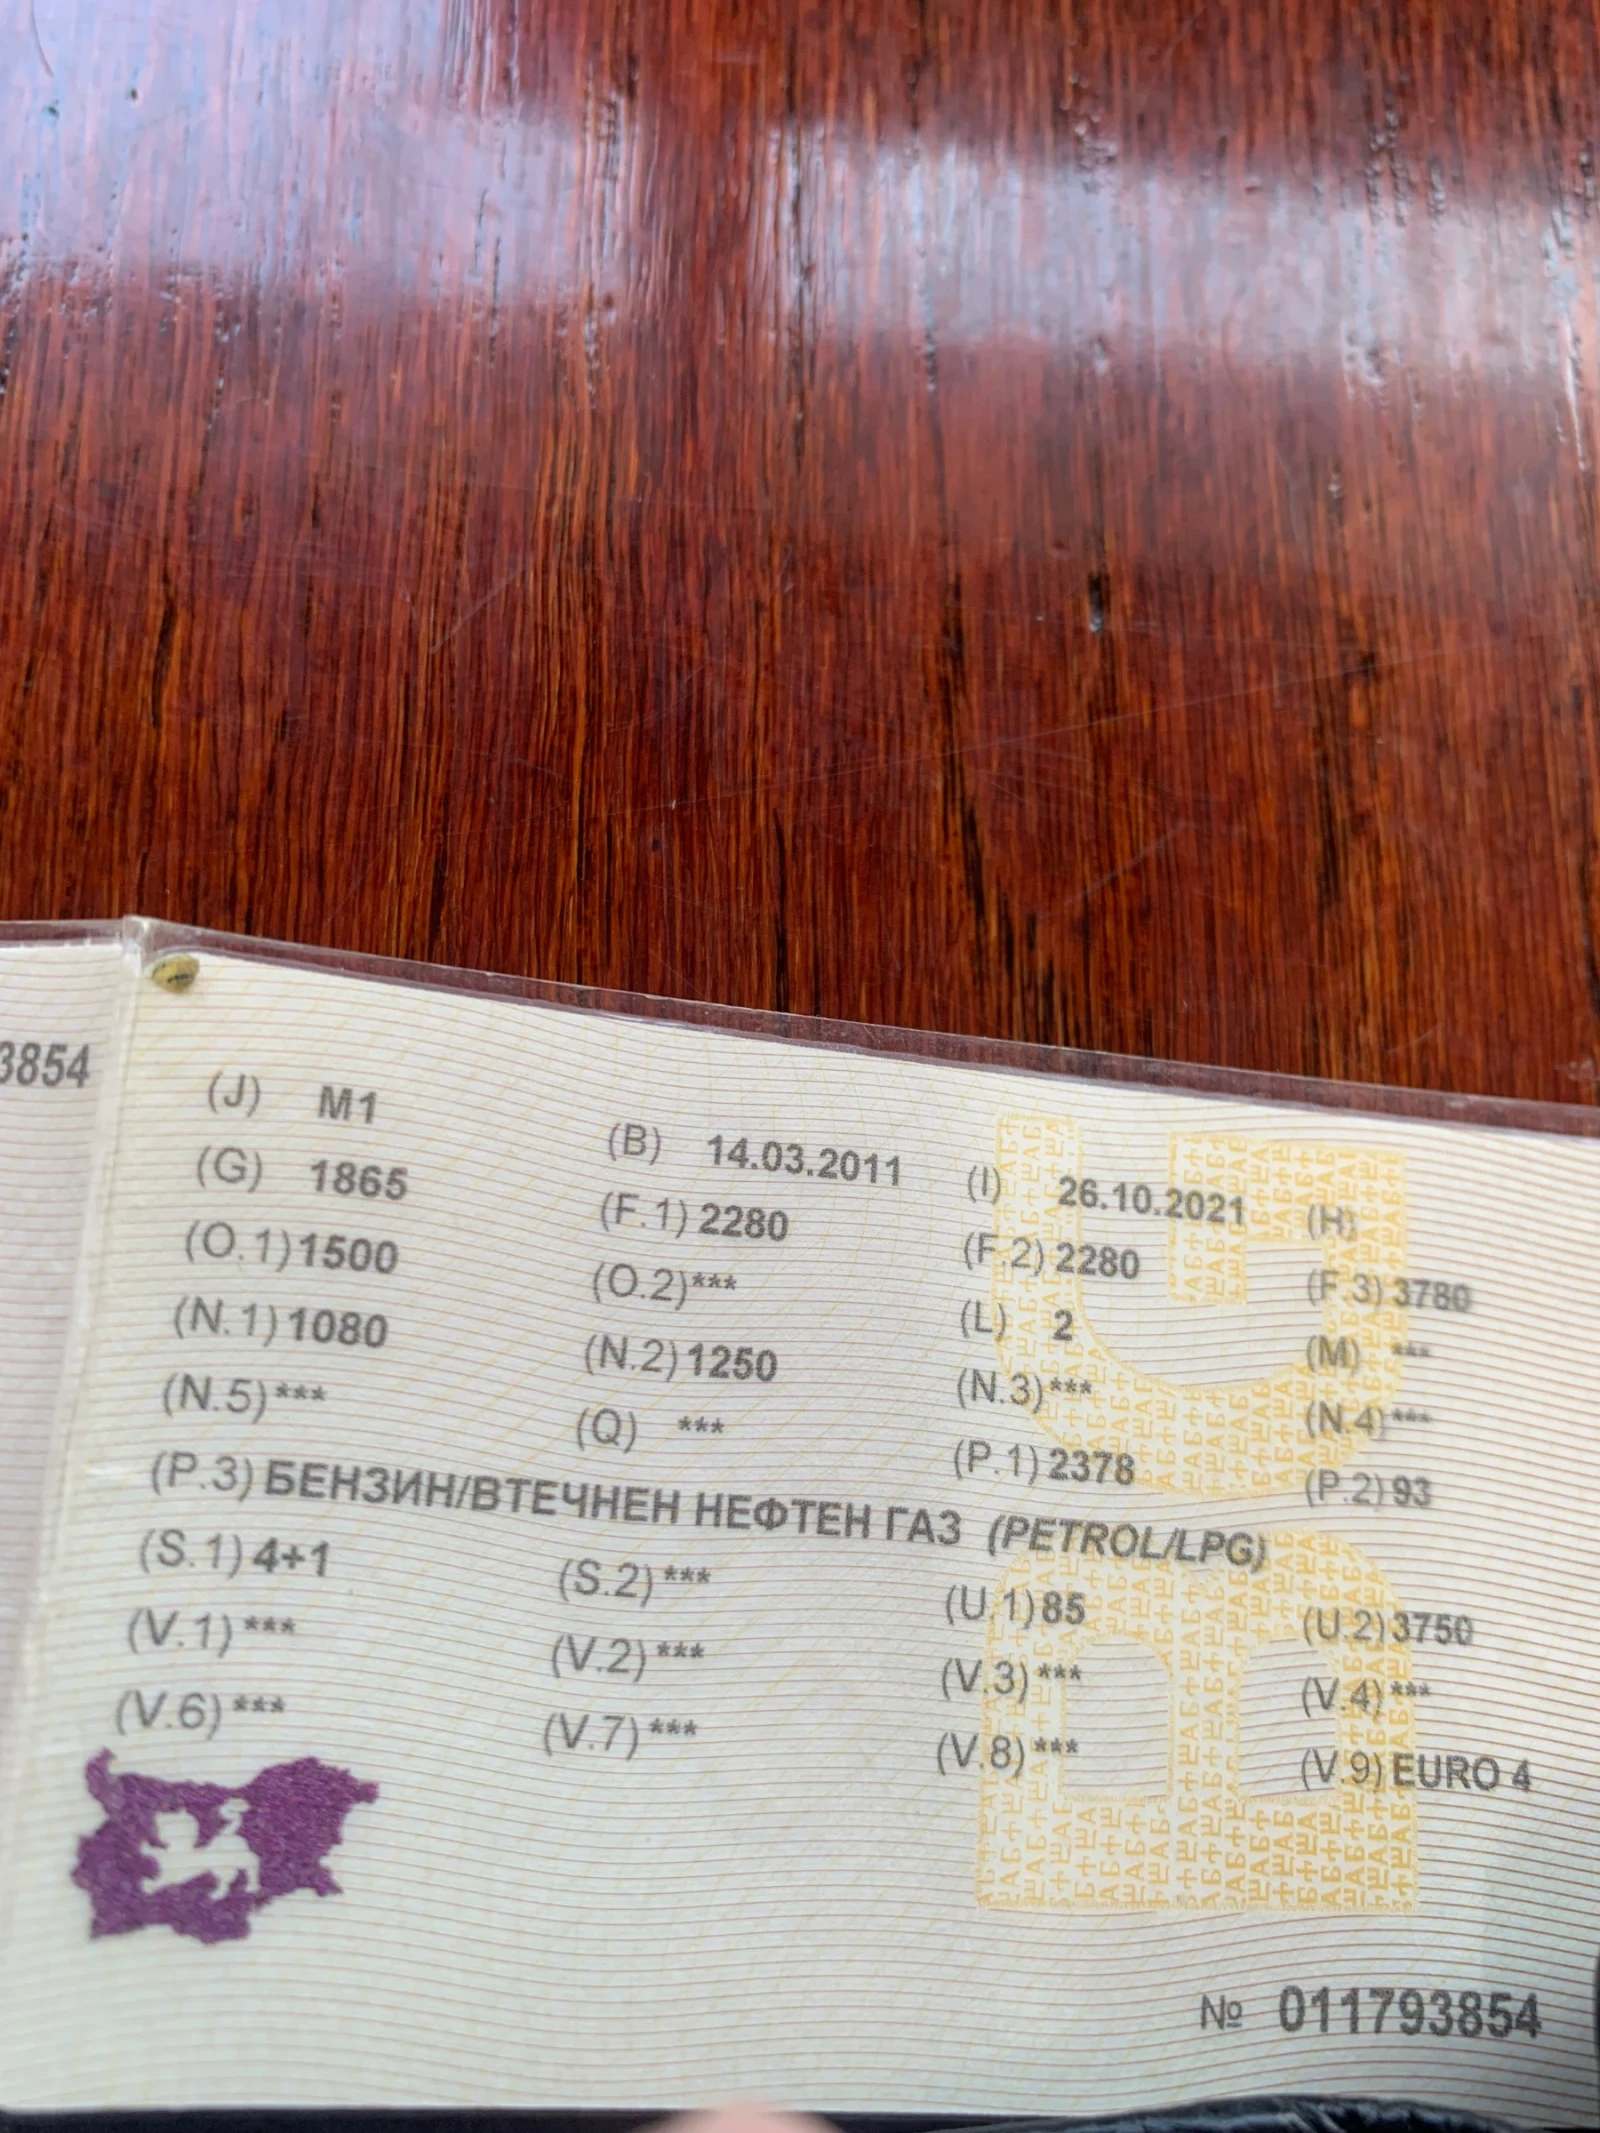 3854
(J) M1 (B) 14.03.2011 (I) 26.10.2021 (H)
(G) 1865 (F.1) 2280 (F.2) 2280 (F.3) 3780
(O.1) 1500 (O.2) *** (L) 2 (M) ***
(N.1) 1080 (N.2) 1250 (N.3) *** (N.4) ***
(N.5) *** (Q) *** (P.1) 2378 (P.2) 93
(P.3) БЕНЗИН/ВТЕЧНЕН НЕФТЕН ГАЗ (PETROL/LPG)
(S.1) 4+1 (S.2) *** (U.1) 85 (U.2) 3750
(V.1) *** (V.2) *** (V.3) *** (V.4) ***
(V.6) *** (V.7) *** (V.8) *** (V.9) EURO 4
№ 011793854